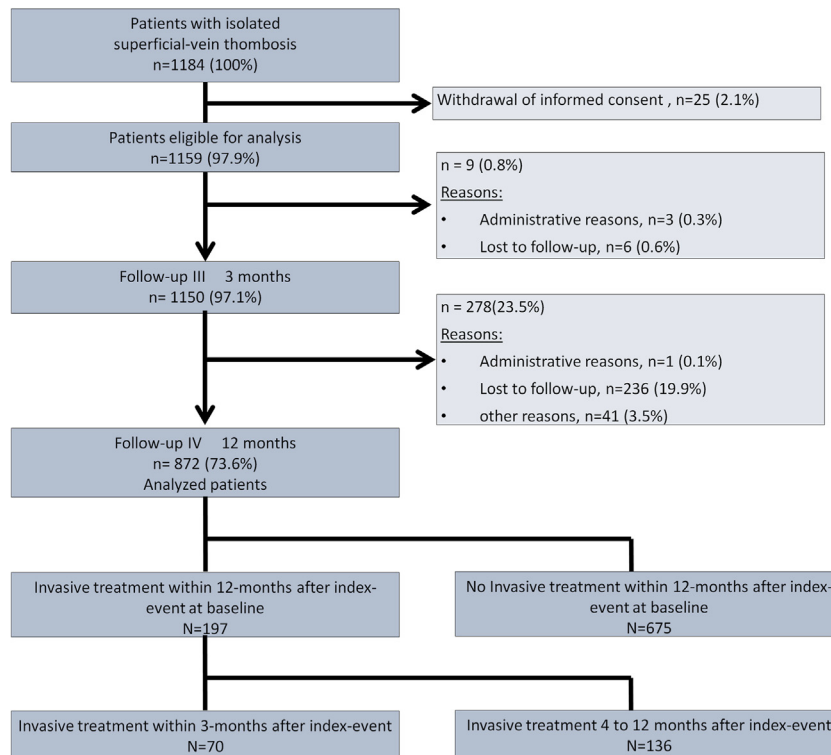 Patients with isolated
superficial-vein thrombosis
n=1184 (100%)
Withdrawal of informed consent , n=25 (2.1%)
Patients eligible for analysis
n=1159 (97.9%)
n = 9 (0.8%)
Reasons:
• Administrative reasons, n=3 (0.3%)
• Lost to follow-up, n=6 (0.6%)
Follow-up III 3 months
n= 1150 (97.1%)
n = 278(23.5%)
Reasons:
• Administrative reasons, n=1 (0.1%)
• Lost to follow-up, n=236 (19.9%)
• other reasons, n=41 (3.5%)
Follow-up IV 12 months
n= 872 (73.6%)
Analyzed patients
Invasive treatment within 12-months after index-
event at baseline
N=197
No Invasive treatment within 12-months after index-
event at baseline
N=675
Invasive treatment within 3-months after index-event
N=70
Invasive treatment 4 to 12 months after index-event
N=136